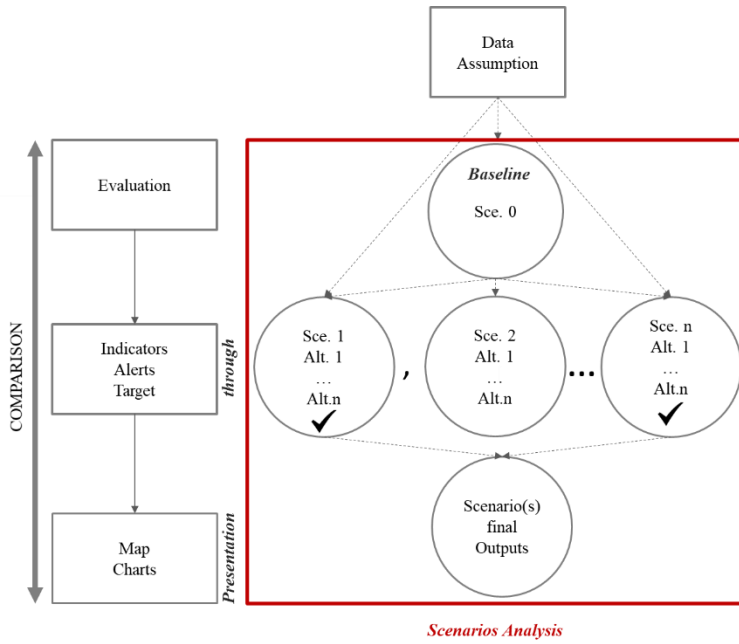 Data
Assumption
COMPARISON
Evaluation
Baseline
Sce. 0
Indicators
Alerts
Target
through
Sce. 1
Alt. 1
...
Alt.n
,
Sce. 2
Alt. 1
...
Alt.n
...
Sce. n
Alt. 1
...
Alt.n
Map
Charts
Presentation
Scenario(s)
final
Outputs
Scenarios Analysis